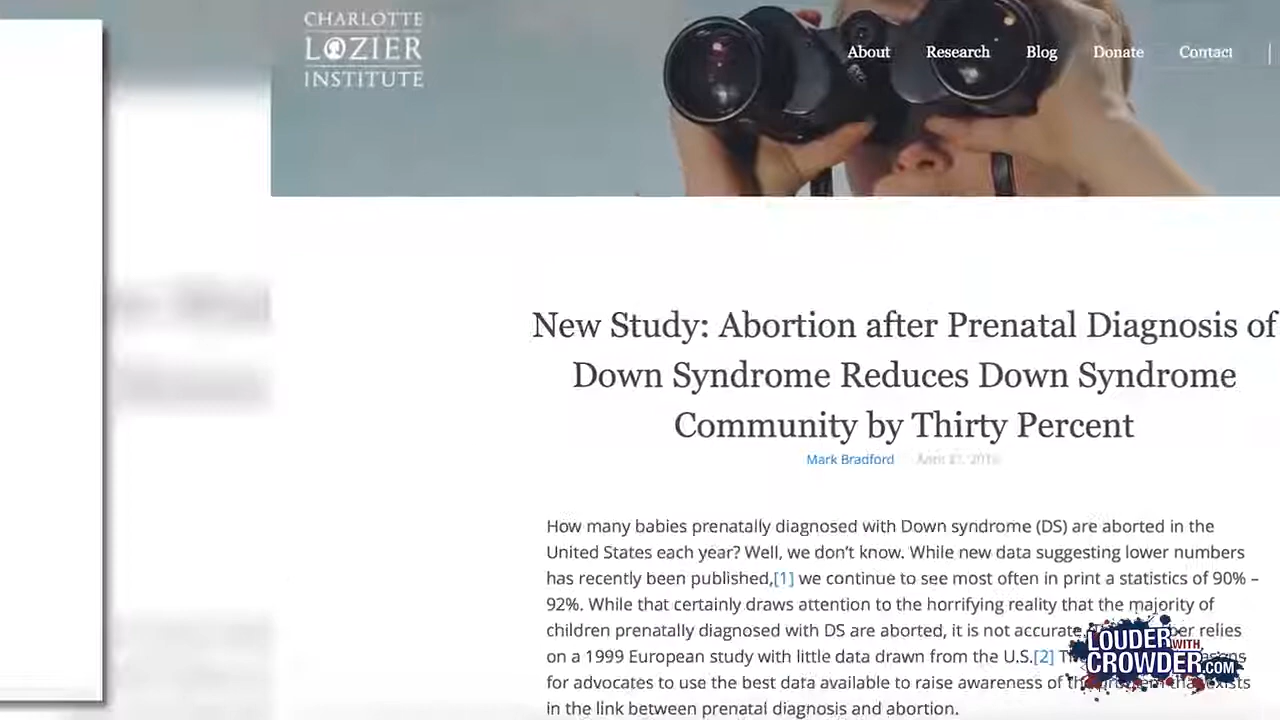 CHARLOTTE
LOZIER
INSTITUTE
About Research Blog Donate Contact
New Study: Abortion after Prenatal Diagnosis of
Down Syndrome Reduces Down Syndrome
Community by Thirty Percent
Mark Bradford
How many babies prenatally diagnosed with Down syndrome (DS) are aborted in the
United States each year? Well, we don't know. While new data suggesting lower numbers
has recently been published,[1] we continue to see most often in print a statistics of 90% –
92%. While that certainly draws attention to the horrifying reality that the majority of
children prenatally diagnosed with DS are aborted, it is not accurate relies
on a 1999 European study with little data drawn from the U.S.[2]
for advocates to use the best data available to raise awareness of
in the link between prenatal diagnosis and abortion.
LOUDER WITH
CROWDER.COM